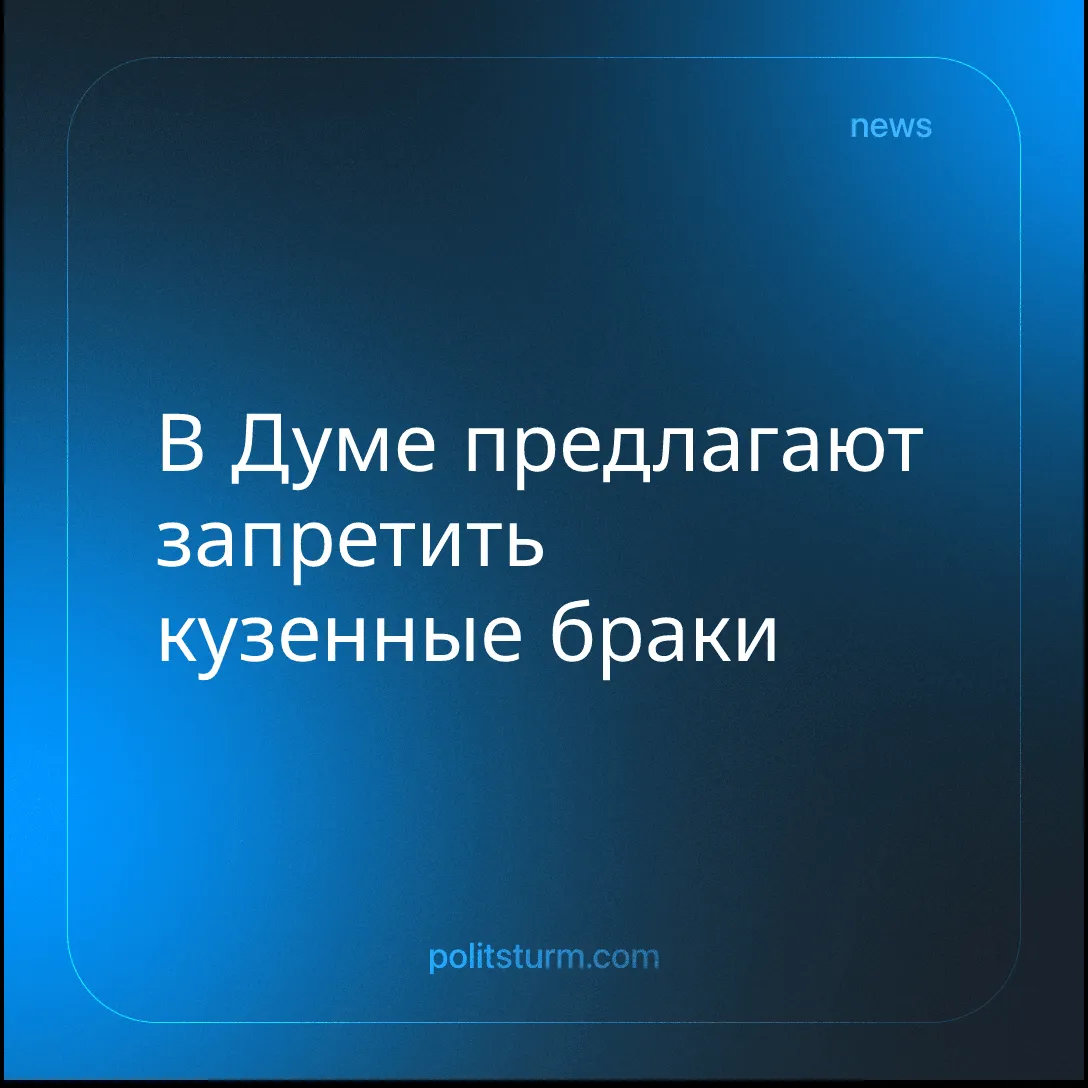 news
В Думе предлагают
запретить
кузенные браки
politsturm.com